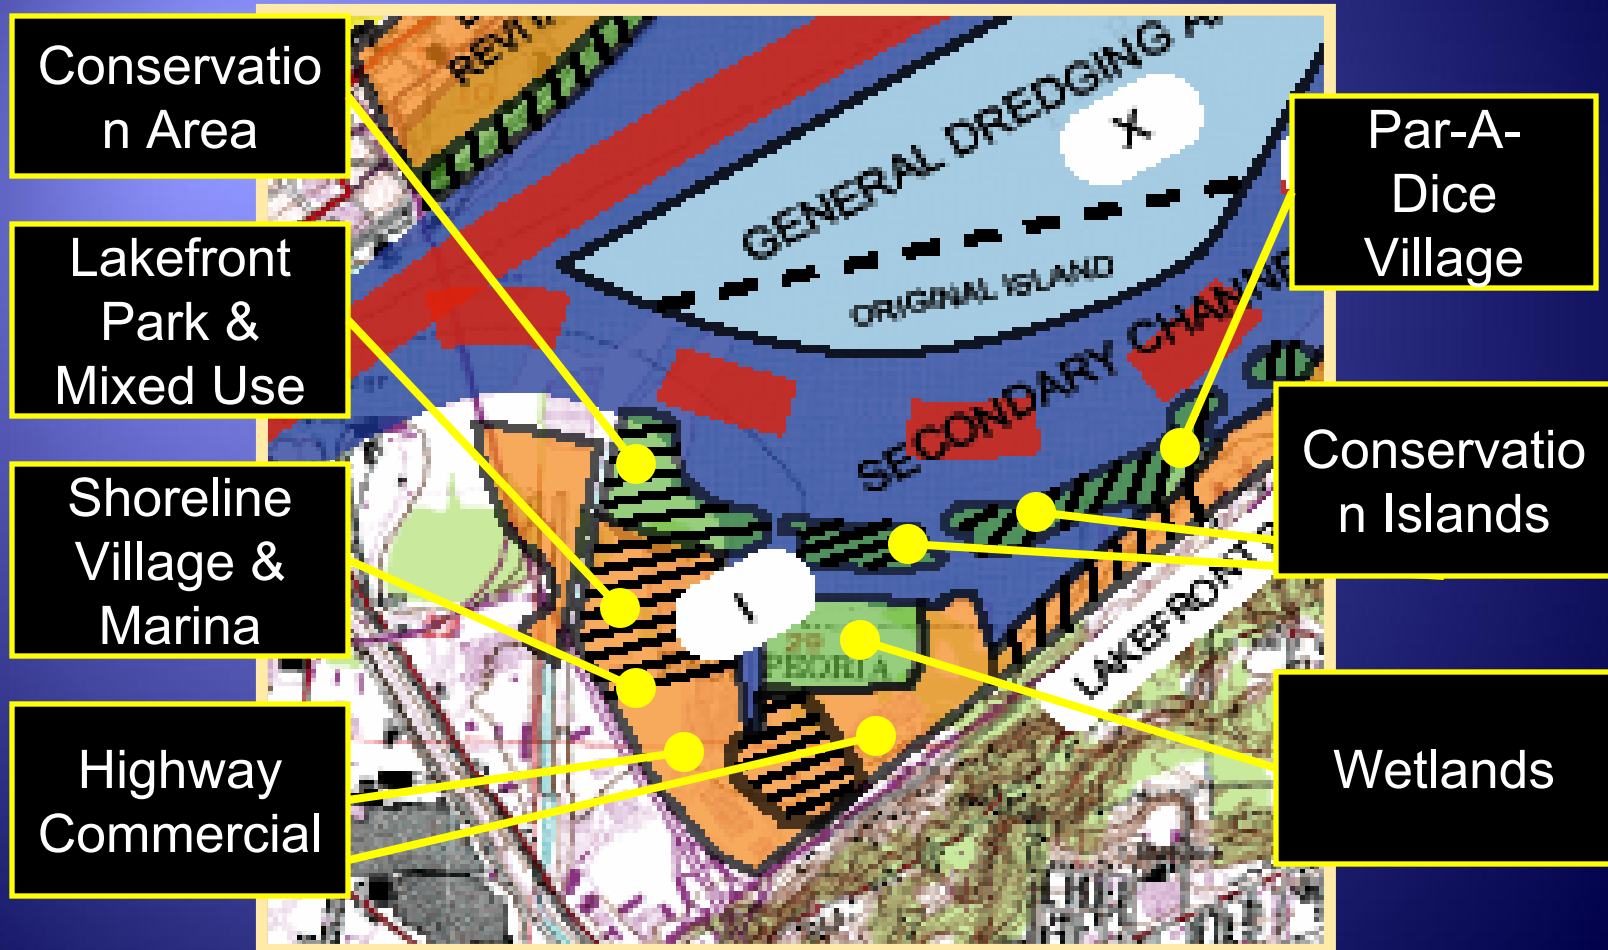 Conservatio
n Area
Lakefront
Park &
Mixed Use
Shoreline
Village &
Marina
Highway
Commercial
GENERAL DREDGING
X
ORIGINAL ISLAND
SECONDARY CHANNE
I
PEORIA
LAKEFRONT
Par-A-
Dice
Village
Conservatio
n Islands
Wetlands